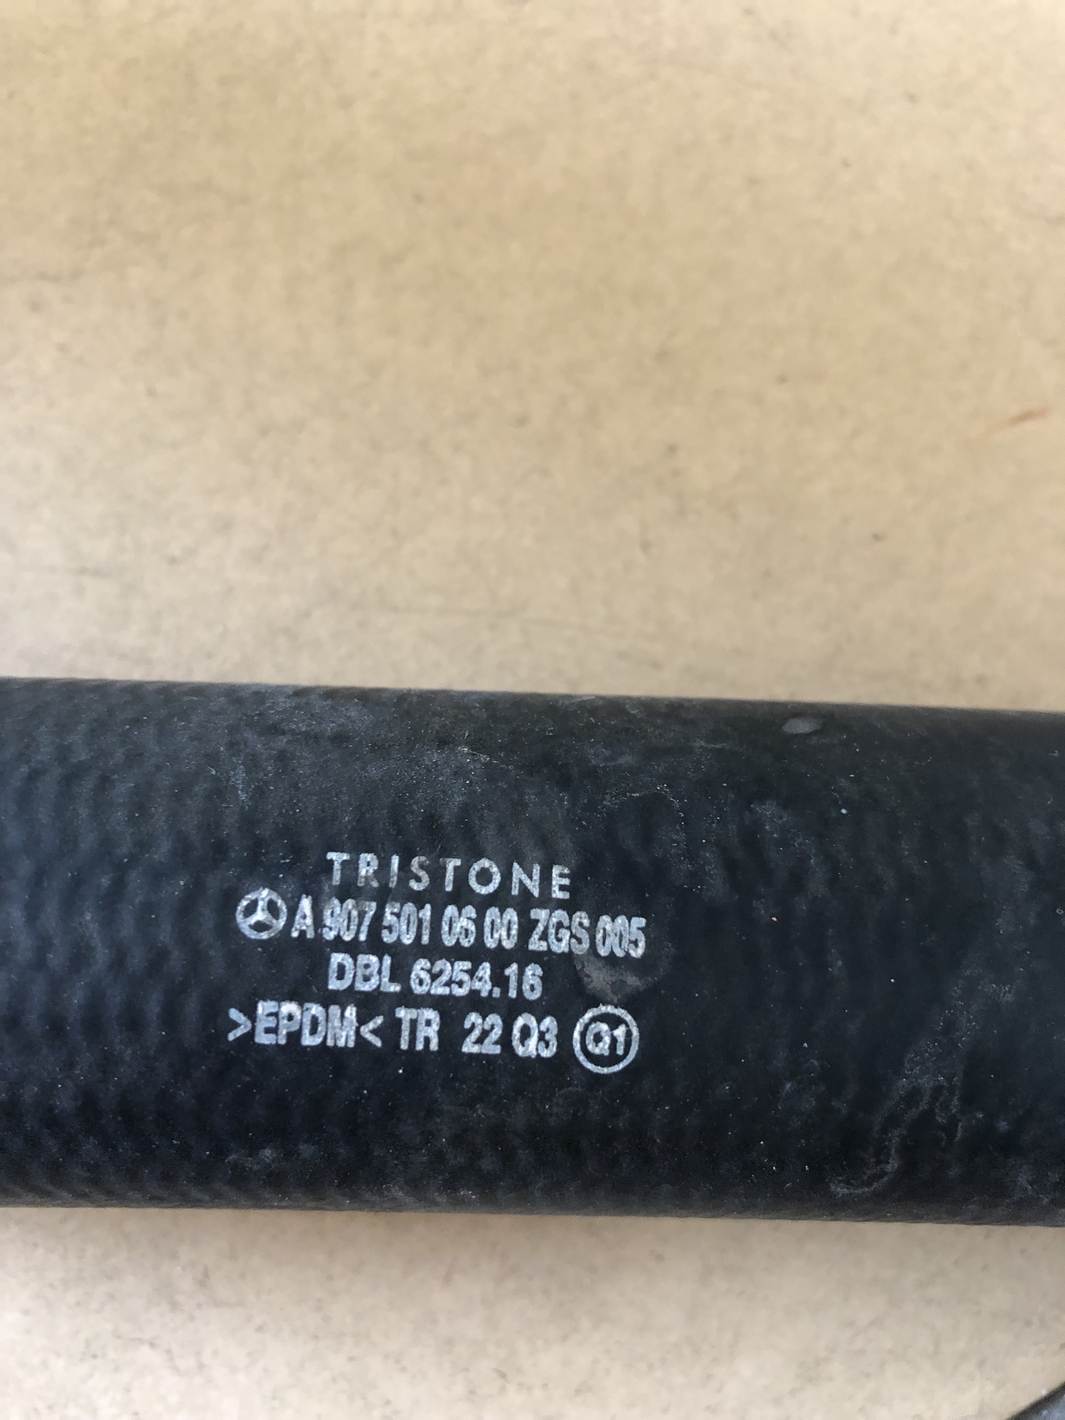 TRISTONE
A 907 501 06 00 ZGS 005
DBL 6254.16
>EPDM< TR 22 Q3 Q1